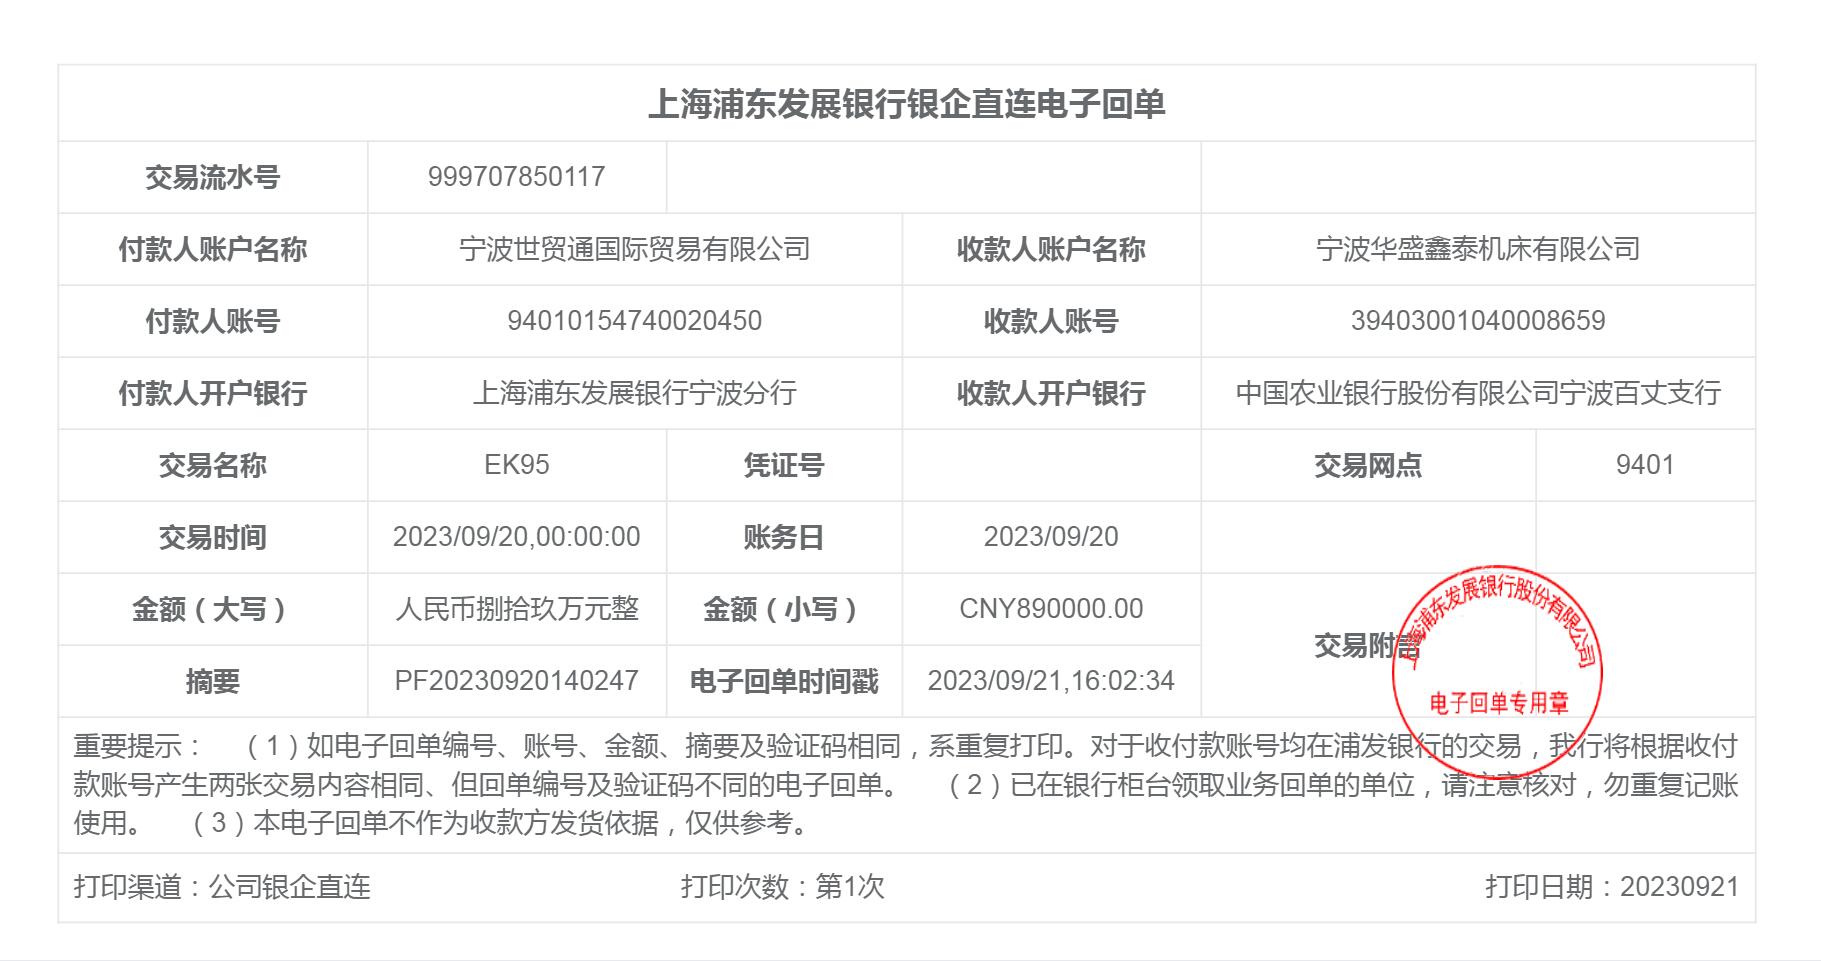 上海浦东发展银行银企直连电子回单
交易流水号 999707850117
付款人账户名称 宁波世贸通国际贸易有限公司 收款人账户名称 宁波华盛鑫泰机床有限公司
付款人账号 94010154740020450 收款人账号 39403001040008659
付款人开户银行 上海浦东发展银行宁波分行 收款人开户银行 中国农业银行股份有限公司宁波百丈支行
交易名称 EK95 凭证号 交易网点 9401
交易时间 2023/09/20,00:00:00 账务日 2023/09/20
金额（大写） 人民币捌拾玖万元整 金额（小写） CNY890000.00
交易附言
摘要 PF20230920140247 电子回单时间戳 2023/09/21,16:02:34
上海浦东发展银行股份有限公司
电子回单专用章
重要提示： （1）如电子回单编号、账号、金额、摘要及验证码相同，系重复打印。对于收付款账号均在浦发银行的交易，我行将根据收付
款账号产生两张交易内容相同、但回单编号及验证码不同的电子回单。 （2）已在银行柜台领取业务回单的单位，请注意核对，勿重复记账
使用。 （3）本电子回单不作为收款方发货依据，仅供参考。
打印渠道：公司银企直连 打印次数：第1次 打印日期：20230921